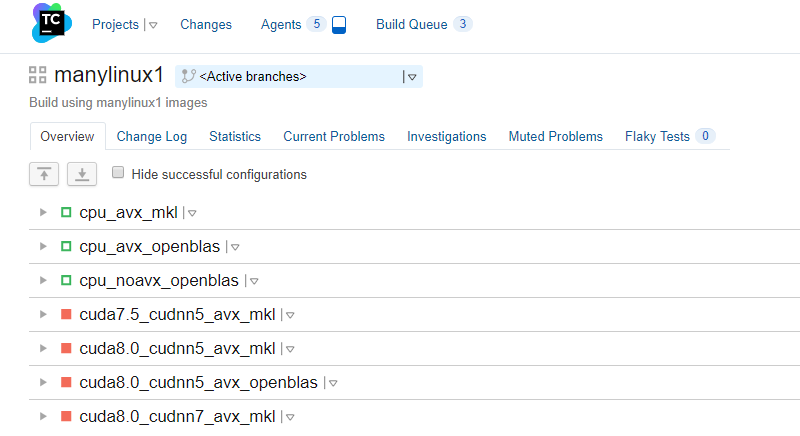 TC
Projects Changes Agents 5 Build Queue 3
manylinux1 <Active branches>
Build using manylinux1 images
Overview Change Log Statistics Current Problems Investigations Muted Problems Flaky Tests 0
Hide successful configurations
cpu_avx_mkl
cpu_avx_openblas
cpu_noavx_openblas
cuda7.5_cudnn5_avx_mkl
cuda8.0_cudnn5_avx_mkl
cuda8.0_cudnn5_avx_openblas
cuda8.0_cudnn7_avx_mkl